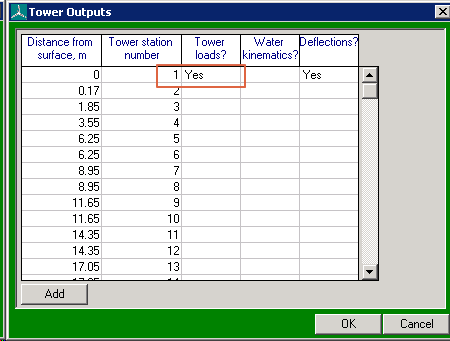 Tower Outputs
Distance from surface, m Tower station number Tower loads? Water kinematics? Deflections?
0 1 Yes Yes
0.17 2
1.85 3
3.55 4
6.25 5
6.25 6
8.95 7
8.95 8
11.65 9
11.65 10
14.35 11
14.35 12
17.05 13
Add
OK Cancel